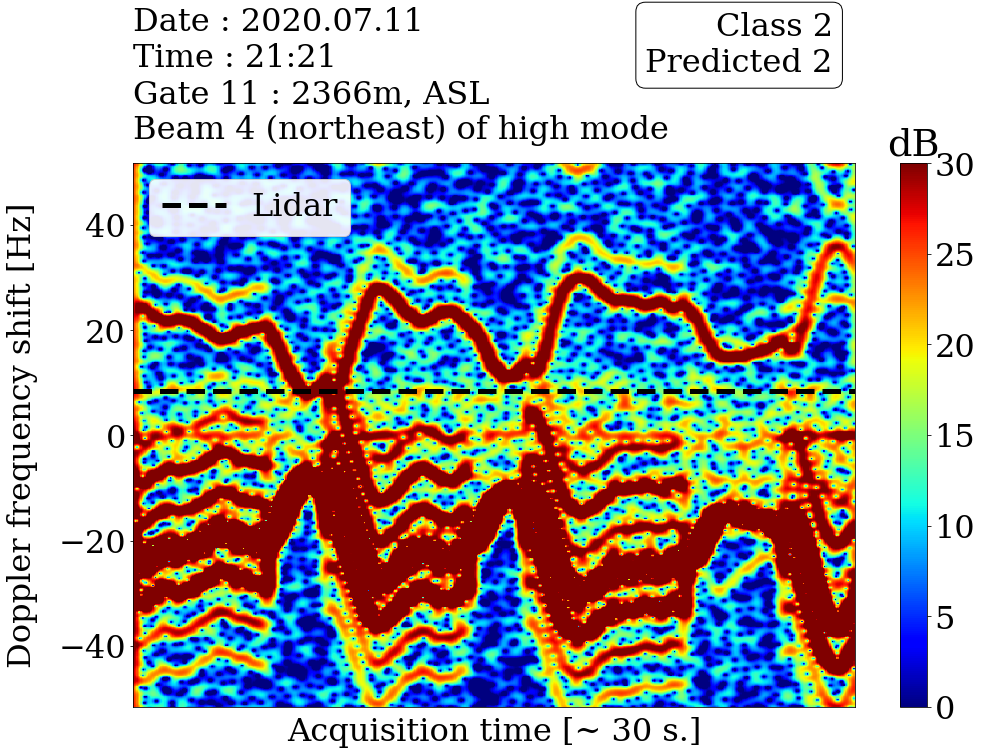 Date : 2020.07.11
Time : 21:21
Gate 11 : 2366m, ASL
Beam 4 (northeast) of high mode
Class 2
Predicted 2
dB
Lidar
Doppler frequency shift [Hz]
40
20
0
−20
−40
Acquisition time [~ 30 s.]
30
25
20
15
10
5
0